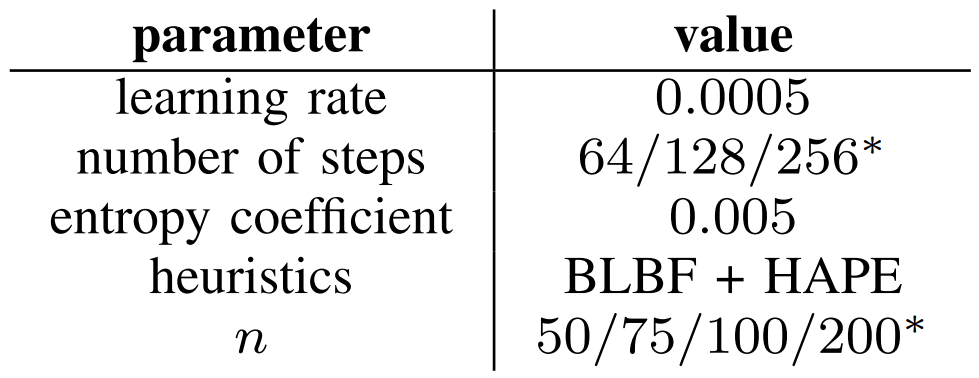 parameter value
learning rate 0.0005
number of steps 64/128/256*
entropy coefficient 0.005
heuristics BLBF + HAPE
n 50/75/100/200*